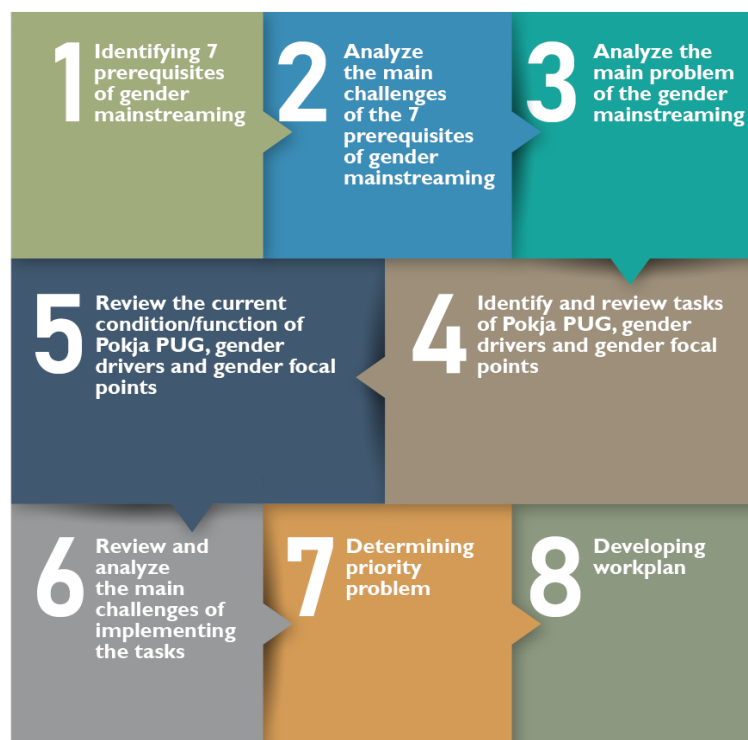 1
Identifying 7
prerequisites
of gender
mainstreaming
2
Analyze
the main
challenges
of the 7
prerequisites
of gender
mainstreaming
3
Analyze the
main problem
of the gender
mainstreaming
4
Identify and review tasks
of Pokja PUG, gender
drivers and gender focal
points
5
Review the current
condition/function of
Pokja PUG, gender
drivers and gender focal
points
6
Review and
analyze
the main
challenges of
implementing
the tasks
7
Determining
priority
problem
8
Developing
workplan